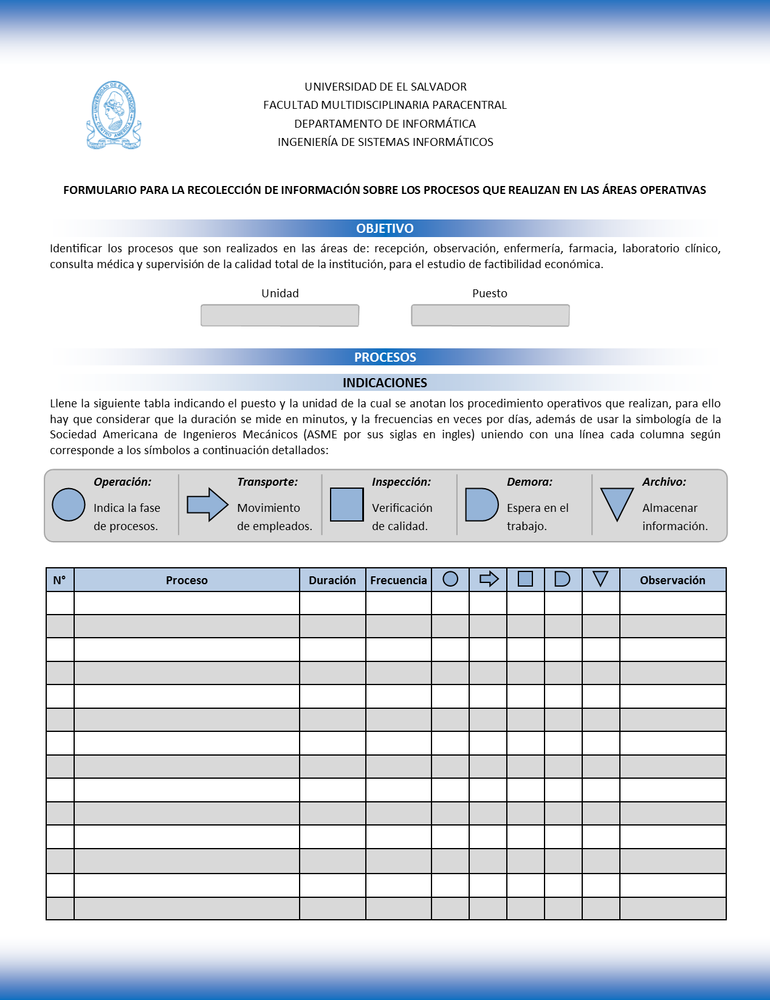 UNIVERSIDAD DE EL SALVADOR
FACULTAD MULTIDISCIPLINARIA PARACENTRAL
DEPARTAMENTO DE INFORMÁTICA
INGENIERÍA DE SISTEMAS INFORMÁTICOS
UNIVERSIDAD DE EL SALVADOR
CENTRO AMERICA
FORMULARIO PARA LA RECOLECCIÓN DE INFORMACIÓN SOBRE LOS PROCESOS QUE REALIZAN EN LAS ÁREAS OPERATIVAS
OBJETIVO
Identificar los procesos que son realizados en las áreas de: recepción, observación, enfermería, farmacia, laboratorio clínico,
consulta médica y supervisión de la calidad total de la institución, para el estudio de factibilidad económica.
Unidad Puesto
PROCESOS
INDICACIONES
Llene la siguiente tabla indicando el puesto y la unidad de la cual se anotan los procedimiento operativos que realizan, para ello
hay que considerar que la duración se mide en minutos, y la frecuencias en veces por días, además de usar la simbología de la
Sociedad Americana de Ingenieros Mecánicos (ASME por sus siglas en ingles) uniendo con una línea cada columna según
corresponde a los símbolos a continuación detallados:
Operación:
Indica la fase
de procesos.
Transporte:
Movimiento
de empleados.
Inspección:
Verificación
de calidad.
Demora:
Espera en el
trabajo.
Archivo:
Almacenar
información.
N° Proceso Duración Frecuencia Observación